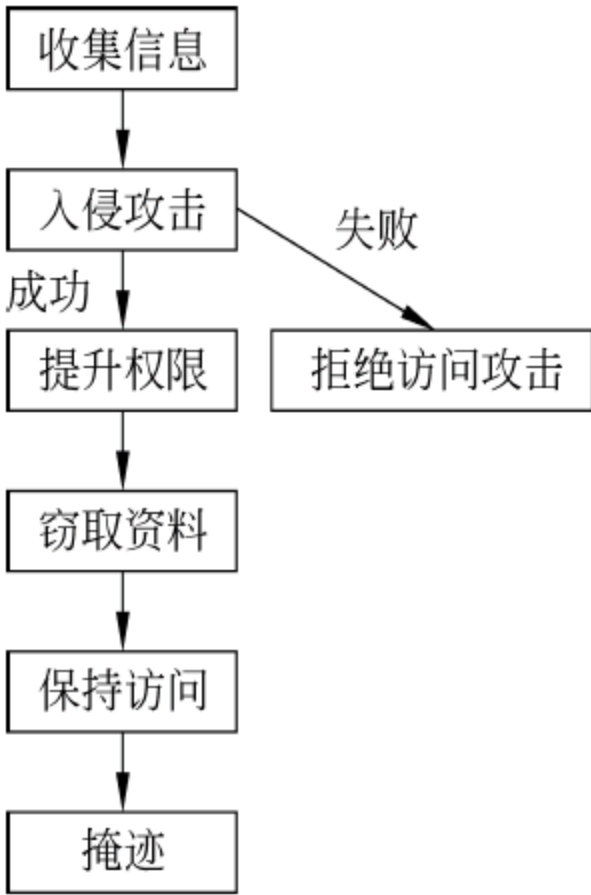 收集信息
入侵攻击
失败
成功
提升权限
拒绝访问攻击
窃取资料
保持访问
掩迹